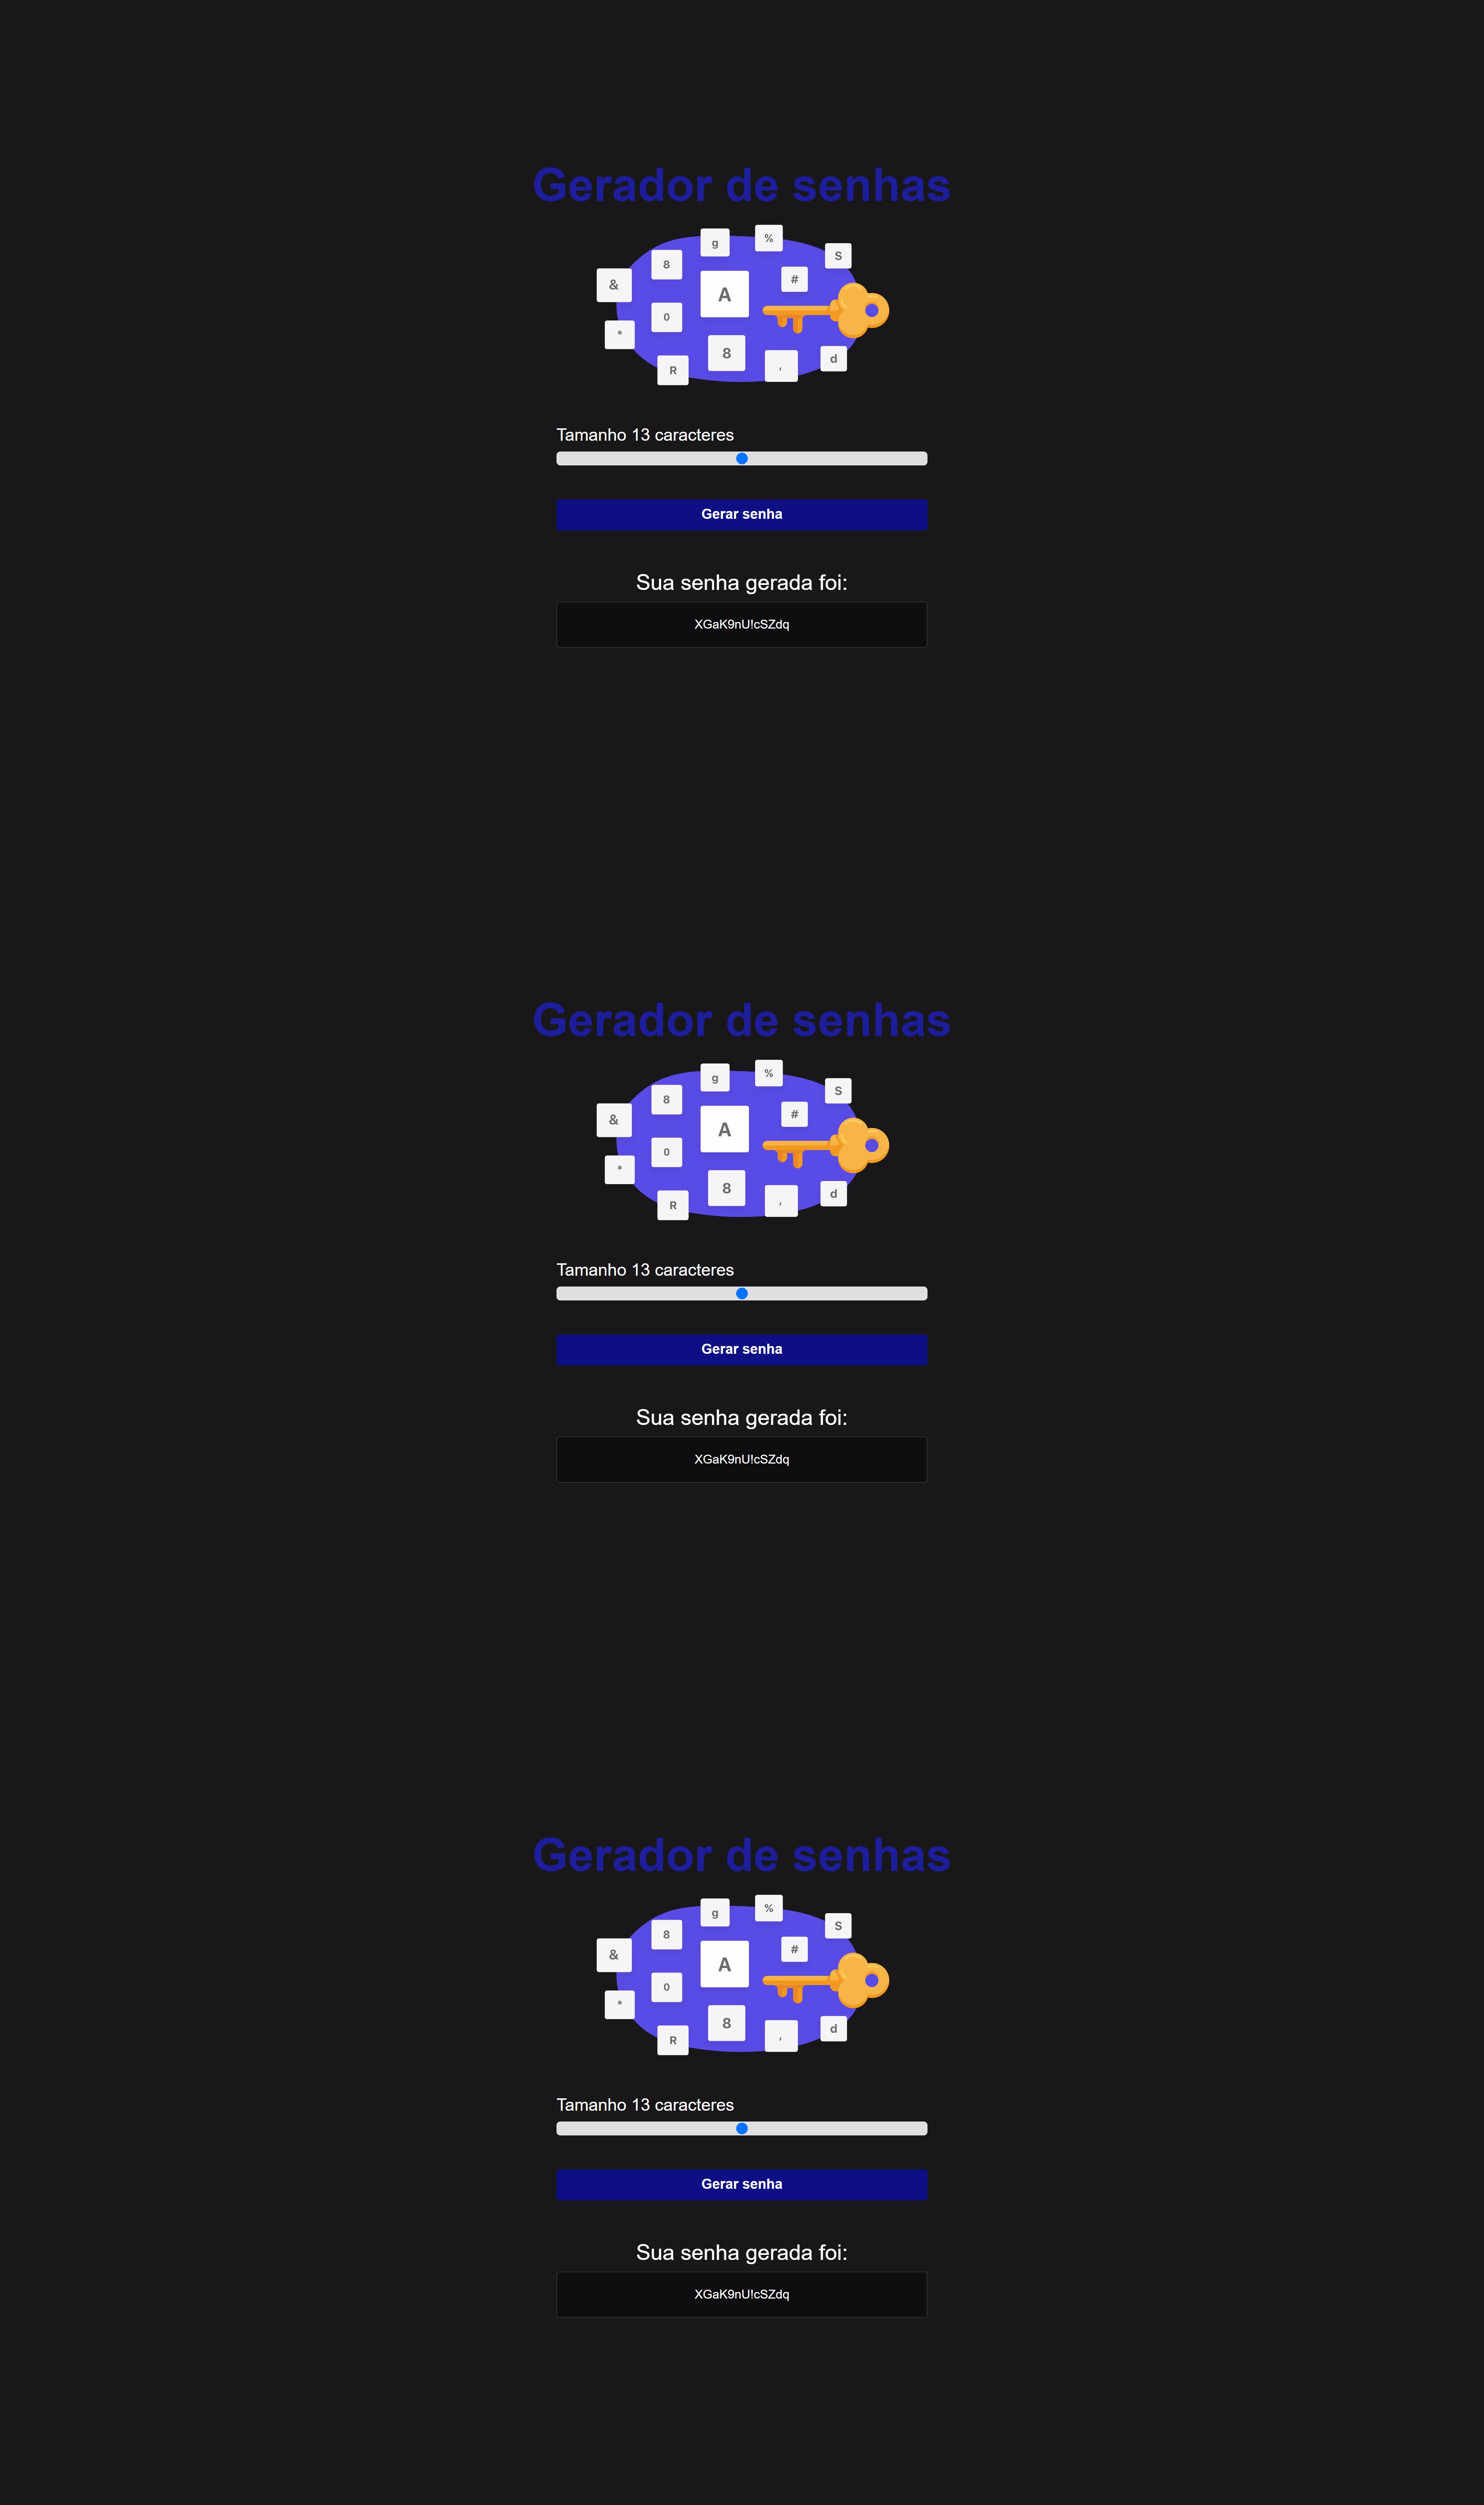 Gerador de senhas
g % S
8 #
& A
0
*
8
R , d
Tamanho 13 caracteres
Gerar senha
Sua senha gerada foi:
XGaK9nU!cSZdq
Gerador de senhas
g % S
8 #
& A
0
*
8
R , d
Tamanho 13 caracteres
Gerar senha
Sua senha gerada foi:
XGaK9nU!cSZdq
Gerador de senhas
g % S
8 #
& A
0
*
8
R , d
Tamanho 13 caracteres
Gerar senha
Sua senha gerada foi:
XGaK9nU!cSZdq